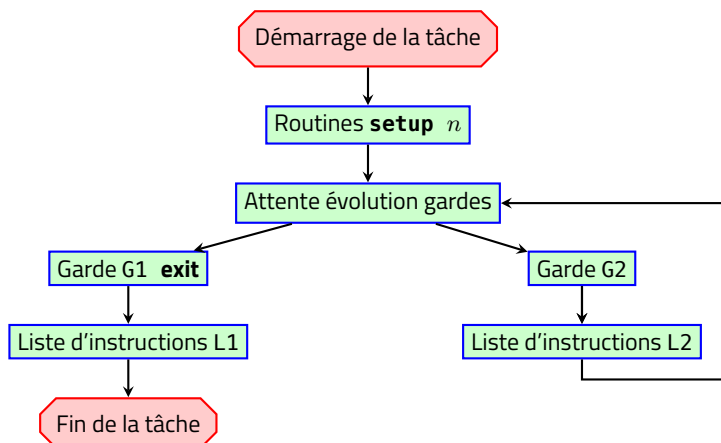 Démarrage de la tâche
Routines setup n
Attente évolution gardes
Garde G1 exit
Garde G2
Liste d'instructions L1
Liste d'instructions L2
Fin de la tâche